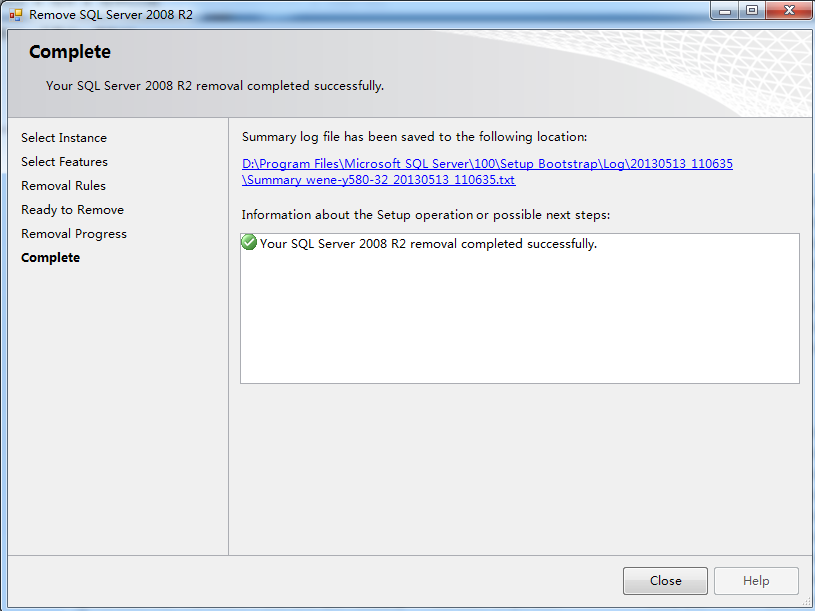 Remove SQL Server 2008 R2
Complete
Your SQL Server 2008 R2 removal completed successfully.
Select Instance
Select Features
Removal Rules
Ready to Remove
Removal Progress
Complete
Summary log file has been saved to the following location:
D:\Program Files\Microsoft SQL Server\100\Setup Bootstrap\Log\20130513_110635
\Summary_wene-y580-32_20130513_110635.txt
Information about the Setup operation or possible next steps:
Your SQL Server 2008 R2 removal completed successfully.
Close
Help